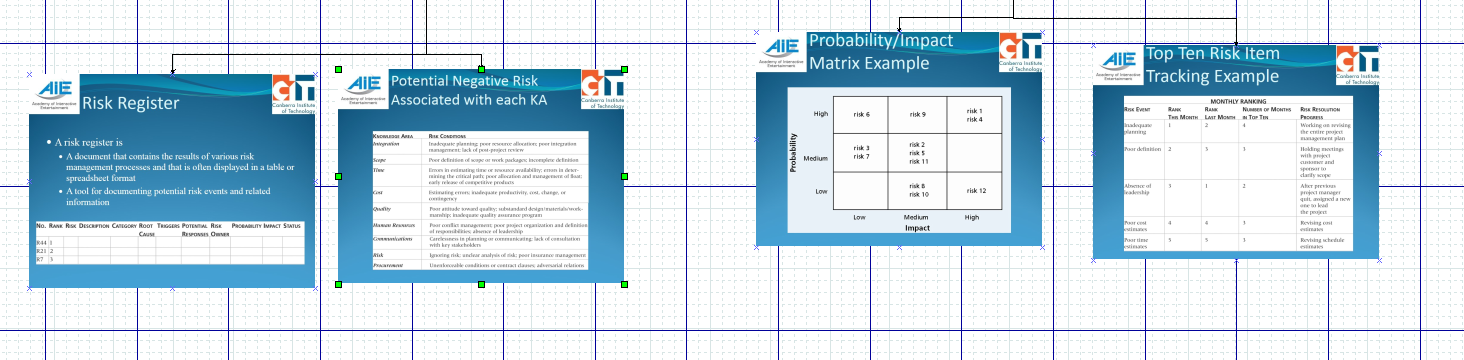 AIE
Academy of Interactive
Entertainment
Risk Register
CIT
Canberra Institute
of Technology
• A risk register is
• A document that contains the results of various risk
management processes and that is often displayed in a table or
spreadsheet format
• A tool for documenting potential risk events and related
information
No. Rank Risk Description Category Root Triggers Potential Risk Probability Impact Status
Cause Responses Owner
R44 1
R21 2
R7 3
AIE
Academy of Interactive
Entertainment
Potential Negative Risk
Associated with each KA
CIT
Canberra Institute
of Technology
Knowledge Area Risk Conditions
Integration Inadequate planning; poor resource allocation; poor integration
management; lack of post-project review
Scope Poor definition of scope or work packages; incomplete definition
Time Errors in estimating time or resource availability; errors in deter-
mining the critical path; poor allocation and management of float;
early release of competitive products
Cost Estimating errors; inadequate productivity, cost, change, or
contingency
Quality Poor attitude toward quality; substandard design/materials/work-
manship; inadequate quality assurance program
Human Resources Poor conflict management; poor project organization and definition
of responsibilities; absence of leadership
Communications Carelessness in planning or communicating; lack of consultation
with key stakeholders
Risk Ignoring risk; unclear analysis of risk; poor insurance management
Procurement Unenforceable conditions or contract clauses; adversarial relations
AIE
Academy of Interactive
Entertainment
Probability/Impact
Matrix Example
CIT
Canberra Institute
of Technology
Probability
High risk 6 risk 9 risk 1
risk 4
Medium risk 3 risk 2
risk 7 risk 5
risk 11
Low risk 8 risk 12
risk 10
Low Medium High
Impact
AIE
Academy of Interactive
Entertainment
Top Ten Risk Item
Tracking Example
CIT
Canberra Institute
of Technology
Monthly Ranking
Risk Event Rank Rank Number of Months Risk Resolution
This Month Last Month in Top Ten Progress
Inadequate 1 2 4 Working on revising
planning the entire project
management plan
Poor definition 2 3 3 Holding meetings
with project
customer and
sponsor to
clarify scope
Absence of 3 1 2 After previous
leadership project manager
quit, assigned a new
one to lead
the project
Poor cost 4 4 3 Revising cost
estimates estimates
Poor time 5 5 3 Revising schedule
estimates estimates